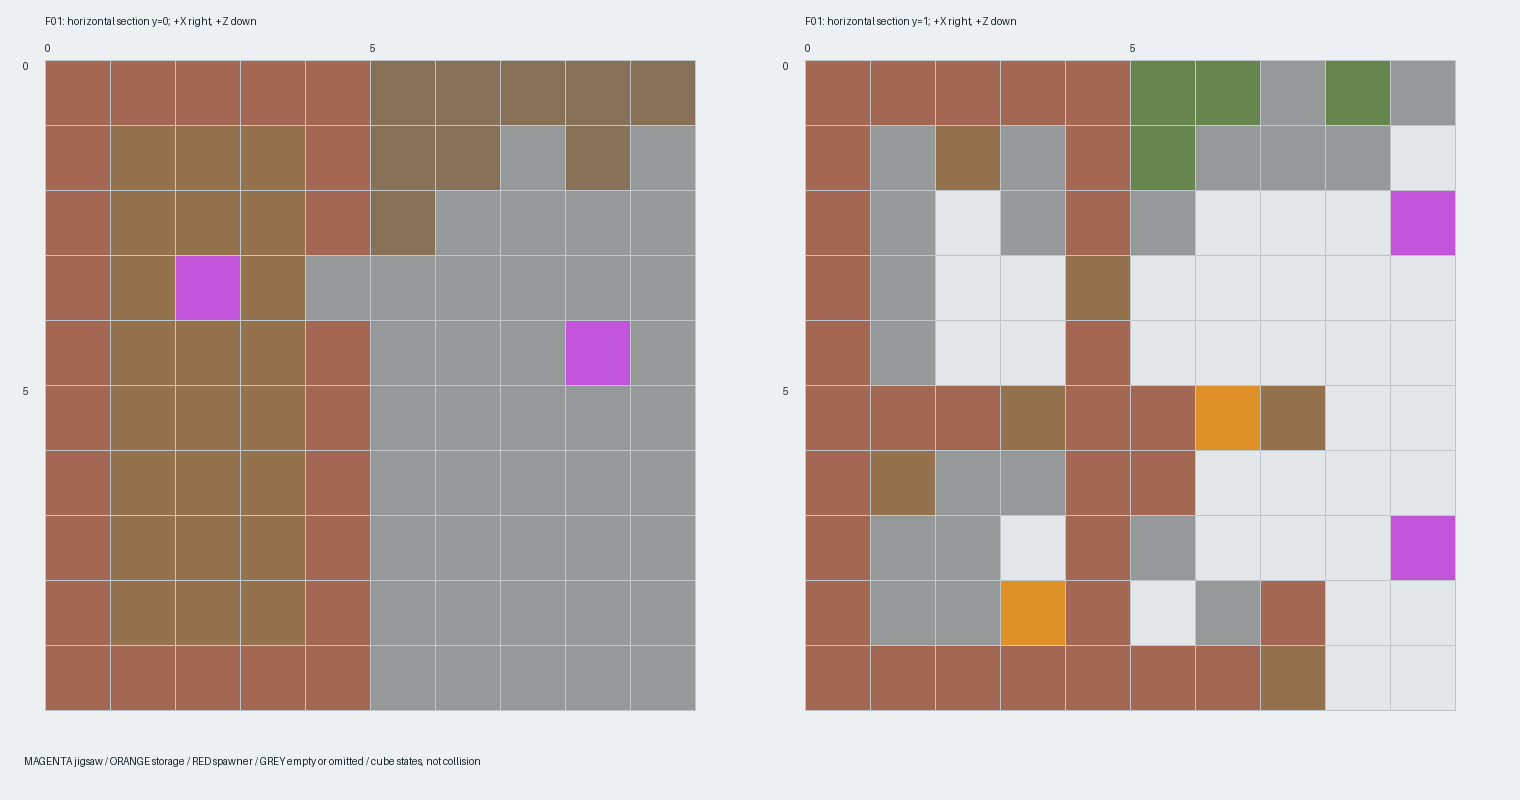 F01: horizontal section y=0; +X right, +Z down
F01: horizontal section y=1; +X right, +Z down
0 5
0 5
0
0
5
5
MAGENTA jigsaw / ORANGE storage / RED spawner / GREY empty or omitted / cube states, not collision